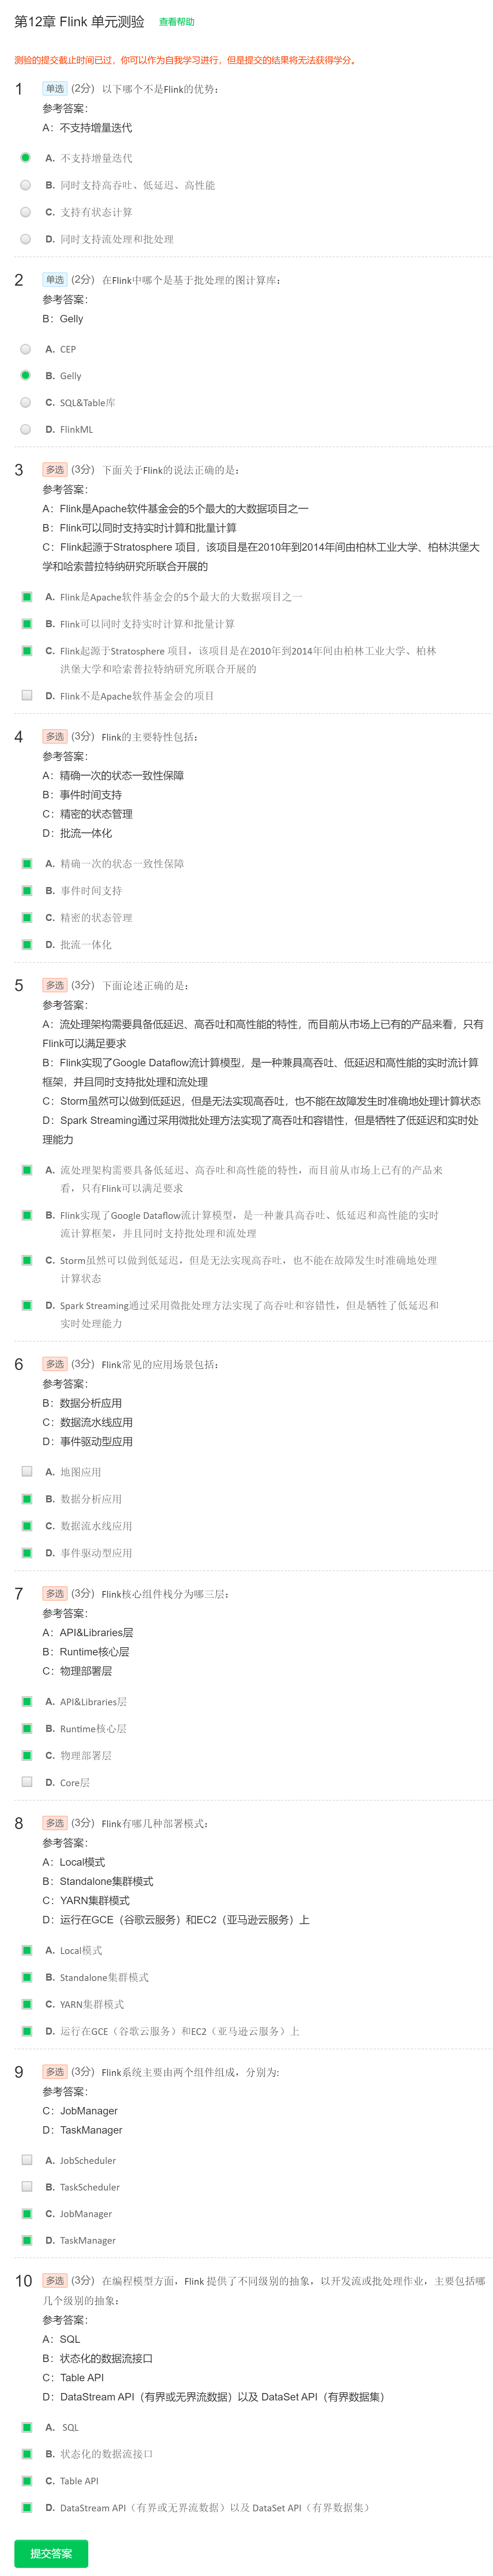 第12章 Flink 单元测验 查看帮助
测验的提交截止时间已过，你可以作为自我学习进行，但是提交的结果将无法获得学分。
1 单选 (2分) 以下哪个不是Flink的优势：
参考答案：
A：不支持增量迭代
A. 不支持增量迭代
B. 同时支持高吞吐、低延迟、高性能
C. 支持有状态计算
D. 同时支持流处理和批处理
2 单选 (2分) 在Flink中哪个是基于批处理的图计算库：
参考答案：
B：Gelly
A. CEP
B. Gelly
C. SQL&Table库
D. FlinkML
3 多选 (3分) 下面关于Flink的说法正确的是：
参考答案：
A：Flink是Apache软件基金会的5个最大的大数据项目之一
B：Flink可以同时支持实时计算和批量计算
C：Flink起源于Stratosphere 项目，该项目是在2010年到2014年间由柏林工业大学、柏林洪堡大
学和哈索普拉特纳研究所联合开展的
A. Flink是Apache软件基金会的5个最大的大数据项目之一
B. Flink可以同时支持实时计算和批量计算
C. Flink起源于Stratosphere 项目，该项目是在2010年到2014年间由柏林工业大学、柏林
洪堡大学和哈索普拉特纳研究所联合开展的
D. Flink不是Apache软件基金会的项目
4 多选 (3分) Flink的主要特性包括：
参考答案：
A：精确一次的状态一致性保障
B：事件时间支持
C：精密的状态管理
D：批流一体化
A. 精确一次的状态一致性保障
B. 事件时间支持
C. 精密的状态管理
D. 批流一体化
5 多选 (3分) 下面论述正确的是：
参考答案：
A：流处理架构需要具备低延迟、高吞吐和高性能的特性，而目前从市场上已有的产品来看，只有
Flink可以满足要求
B：Flink实现了Google Dataflow流计算模型，是一种兼具高吞吐、低延迟和高性能的实时流计算
框架，并且同时支持批处理和流处理
C：Storm虽然可以做到低延迟，但是无法实现高吞吐，也不能在故障发生时准确地处理计算状态
D：Spark Streaming通过采用微批处理方法实现了高吞吐和容错性，但是牺牲了低延迟和实时处
理能力
A. 流处理架构需要具备低延迟、高吞吐和高性能的特性，而目前从市场上已有的产品来
看，只有Flink可以满足要求
B. Flink实现了Google Dataflow流计算模型，是一种兼具高吞吐、低延迟和高性能的实时
流计算框架，并且同时支持批处理和流处理
C. Storm虽然可以做到低延迟，但是无法实现高吞吐，也不能在故障发生时准确地处理
计算状态
D. Spark Streaming通过采用微批处理方法实现了高吞吐和容错性，但是牺牲了低延迟和
实时处理能力
6 多选 (3分) Flink常见的应用场景包括：
参考答案：
B：数据分析应用
C：数据流水线应用
D：事件驱动型应用
A. 地图应用
B. 数据分析应用
C. 数据流水线应用
D. 事件驱动型应用
7 多选 (3分) Flink核心组件栈分为哪三层：
参考答案：
A：API&Libraries层
B：Runtime核心层
C：物理部署层
A. API&Libraries层
B. Runtime核心层
C. 物理部署层
D. Core层
8 多选 (3分) Flink有哪几种部署模式：
参考答案：
A：Local模式
B：Standalone集群模式
C：YARN集群模式
D：运行在GCE（谷歌云服务）和EC2（亚马逊云服务）上
A. Local模式
B. Standalone集群模式
C. YARN集群模式
D. 运行在GCE（谷歌云服务）和EC2（亚马逊云服务）上
9 多选 (3分) Flink系统主要由两个组件组成，分别为:
参考答案：
C：JobManager
D：TaskManager
A. JobScheduler
B. TaskScheduler
C. JobManager
D. TaskManager
10 多选 (3分) 在编程模型方面，Flink 提供了不同级别的抽象，以开发流或批处理作业，主要包括哪
几个级别的抽象：
参考答案：
A：SQL
B：状态化的数据流接口
C：Table API
D：DataStream API（有界或无界流数据）以及 DataSet API（有界数据集）
A. SQL
B. 状态化的数据流接口
C. Table API
D. DataStream API（有界或无界流数据）以及 DataSet API（有界数据集）
提交答案